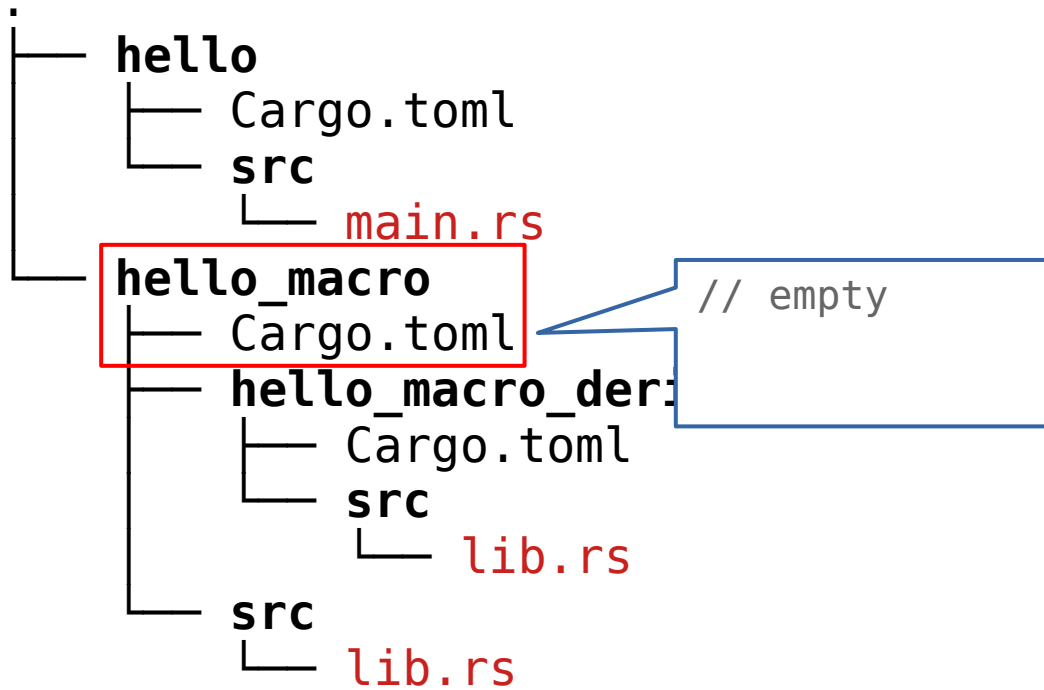 .
├── hello
│   ├── Cargo.toml
│   └── src
│       └── main.rs
└── hello_macro
    ├── Cargo.toml
    ├── hello_macro_deri
    │   ├── Cargo.toml
    │   └── src
    │       └── lib.rs
    └── src
        └── lib.rs
// empty